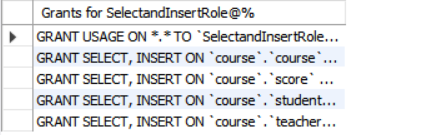 Grants for SelectandInsertRole@%
GRANT USAGE ON *.* TO `SelectandInsertRole...
GRANT SELECT, INSERT ON `course`.`course`...
GRANT SELECT, INSERT ON `course`.`score` ...
GRANT SELECT, INSERT ON `course`.`student...
GRANT SELECT, INSERT ON `course`.`teacher...